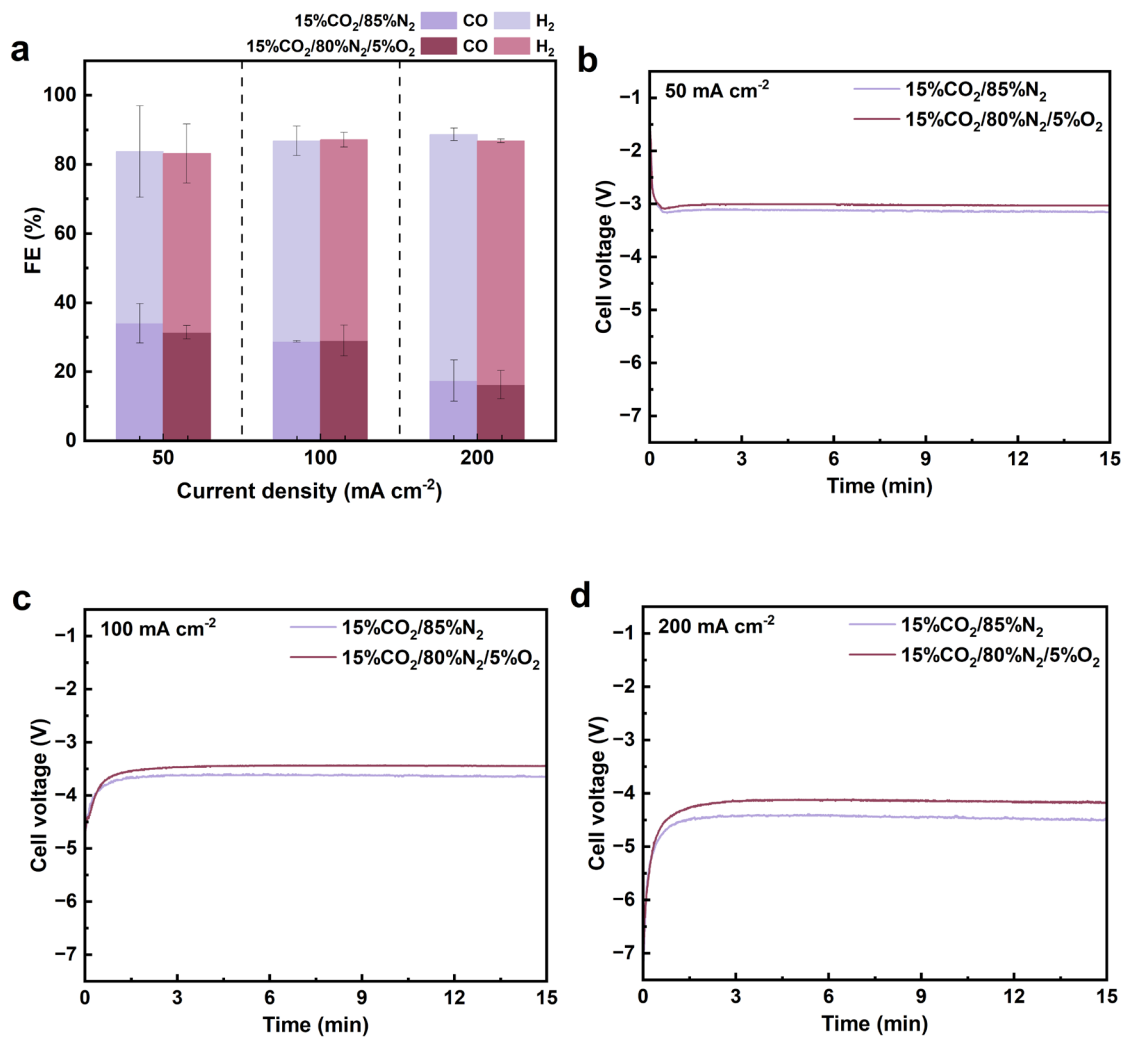 15%CO₂/85%N₂ CO H₂
15%CO₂/80%N₂/5%O₂ CO H₂
a
100
80
60
40
20
0
FE (%)
50 100 200
Current density (mA cm⁻²)
b
50 mA cm⁻²
15%CO₂/85%N₂
15%CO₂/80%N₂/5%O₂
−1
−2
−3
−4
−5
−6
−7
Cell voltage (V)
0 3 6 9 12 15
Time (min)
c
100 mA cm⁻²
15%CO₂/85%N₂
15%CO₂/80%N₂/5%O₂
−1
−2
−3
−4
−5
−6
−7
Cell voltage (V)
0 3 6 9 12 15
Time (min)
d
200 mA cm⁻²
15%CO₂/85%N₂
15%CO₂/80%N₂/5%O₂
−1
−2
−3
−4
−5
−6
−7
Cell voltage (V)
0 3 6 9 12 15
Time (min)